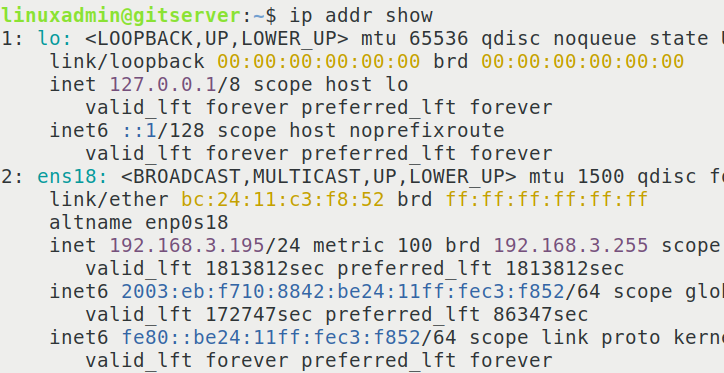 linuxadmin@gitserver:~$ ip addr show
1: lo: <LOOPBACK,UP,LOWER_UP> mtu 65536 qdisc noqueue state
link/loopback 00:00:00:00:00:00 brd 00:00:00:00:00:00
inet 127.0.0.1/8 scope host lo
valid_lft forever preferred_lft forever
inet6 ::1/128 scope host noprefixroute
valid_lft forever preferred_lft forever
2: ens18: <BROADCAST,MULTICAST,UP,LOWER_UP> mtu 1500 qdisc
link/ether bc:24:11:c3:f8:52 brd ff:ff:ff:ff:ff:ff
altname enp0s18
inet 192.168.3.195/24 metric 100 brd 192.168.3.255 scope
valid_lft 1813812sec preferred_lft 1813812sec
inet6 2003:eb:f710:8842:be24:11ff:fec3:f852/64 scope glo
valid_lft 172747sec preferred_lft 86347sec
inet6 fe80::be24:11ff:fec3:f852/64 scope link proto kern
valid_lft forever preferred_lft forever